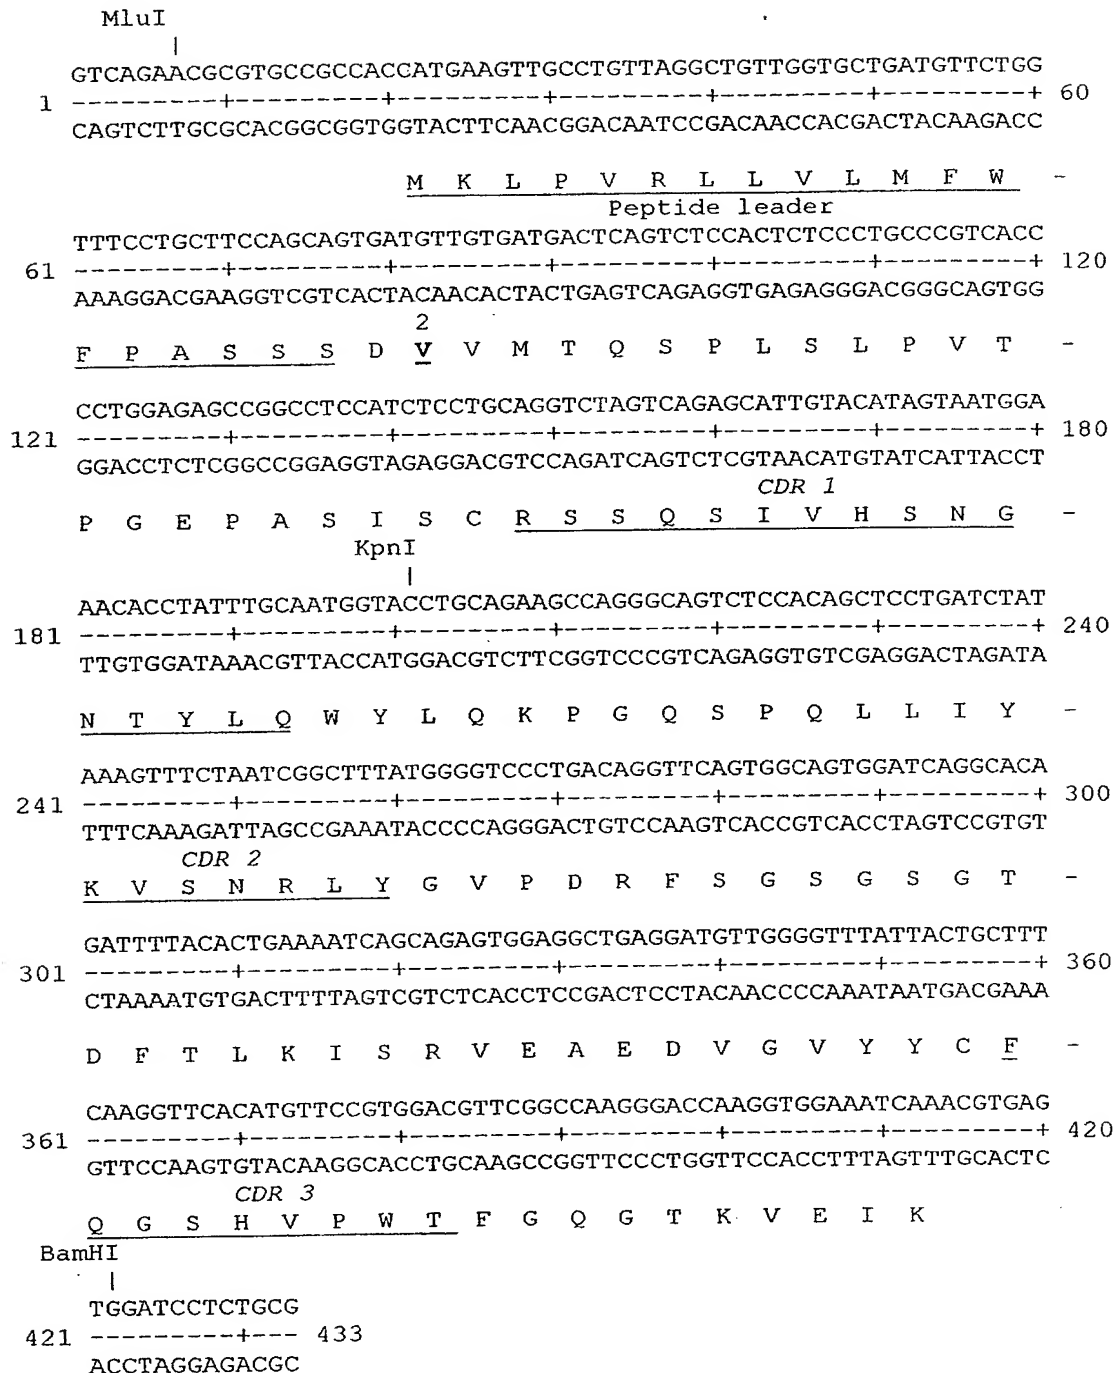 MluI
|
GTCAGAACGCGTGCCGCCACCATGAAGTTGCCTGTTAGGCTGTTGGTGCTGATGTTCTGG
1 ---------+---------+---------+---------+---------+---------+ 60
CAGTCTTGCGCACGGCGGTGGTACTTCAACGGACAATCCGACAACCACGACTACAAGACC
M K L P V R L L V L M F W -
Peptide leader
TTTCCTGCTTCCAGCAGTGATGTTGTGATGACTCAGTCTCCACTCTCCCTGCCCGTCACC
61 ---------+---------+---------+---------+---------+---------+ 120
AAAGGACGAAGGTCGTCACTACAACACTACTGAGTCAGAGGTGAGAGGGACGGGCAGTGG
2
F P A S S S D V V M T Q S P L S L P V T -
CCTGGAGAGCCGGCCTCCATCTCCTGCAGGTCTAGTCAGAGCATTGTACATAGTAATGGA
121 ---------+---------+---------+---------+---------+---------+ 180
GGACCTCTCGGCCGGAGGTAGAGGACGTCCAGATCAGTCTCGTAACATGTATCATTACCT
CDR 1
P G E P A S I S C R S S Q S I V H S N G -
KpnI
|
AACACCTATTTGCAATGGTACCTGCAGAAGCCAGGGCAGTCTCCACAGCTCCTGATCTAT
181 ---------+---------+---------+---------+---------+---------+ 240
TTGTGGATAAACGTTACCATGGACGTCTTCGGTCCCGTCAGAGGTGTCGAGGACTAGATA
N T Y L Q W Y L Q K P G Q S P Q L L I Y -
AAAGTTTCTAATCGGCTTTATGGGGTCCCTGACAGGTTCAGTGGCAGTGGATCAGGCACA
241 ---------+---------+---------+---------+---------+---------+ 300
TTTCAAAGATTAGCCGAAATACCCCAGGGACTGTCCAAGTCACCGTCACCTAGTCCGTGT
CDR 2
K V S N R L Y G V P D R F S G S G S G T -
GATTTTACACTGAAAATCAGCAGAGTGGAGGCTGAGGATGTTGGGGTTTATTACTGCTTT
301 ---------+---------+---------+---------+---------+---------+ 360
CTAAAATGTGACTTTTAGTCGTCTCACCTCCGACTCCTACAACCCCAAATAATGACGAAA
D F T L K I S R V E A E D V G V Y Y C F -
CAAGGTTCACATGTTCCGTGGACGTTCGGCCAAGGGACCAAGGTGGAAATCAAACGTGAG
361 ---------+---------+---------+---------+---------+---------+ 420
GTTCCAAGTGTACAAGGCACCTGCAAGCCGGTTCCCTGGTTCCACCTTTAGTTTGCACTC
CDR 3
Q G S H V P W T F G Q G T K V E I K
BamHI
|
TGGATCCTCTGCG
421 ---------+--- 433
ACCTAGGAGACGC